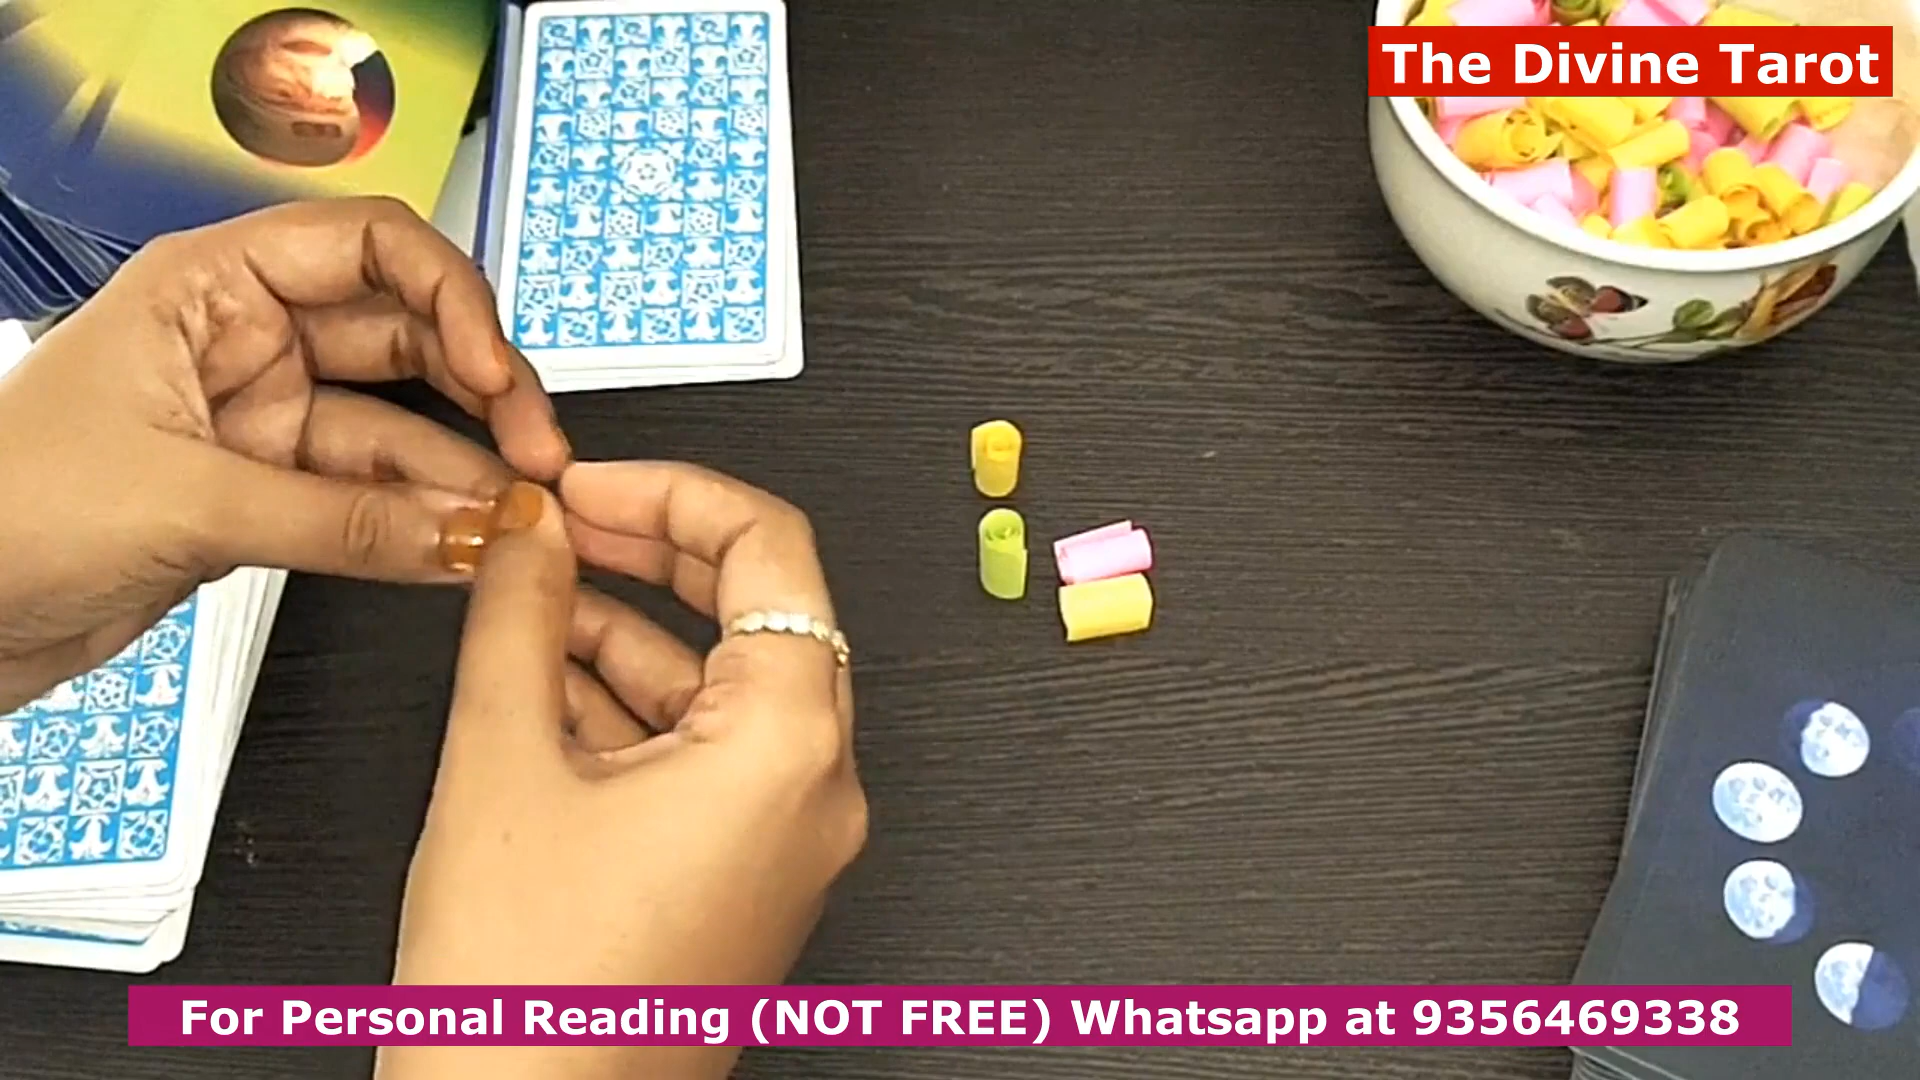 The Divine Tarot
For Personal Reading (NOT FREE) Whatsapp at 9356469338